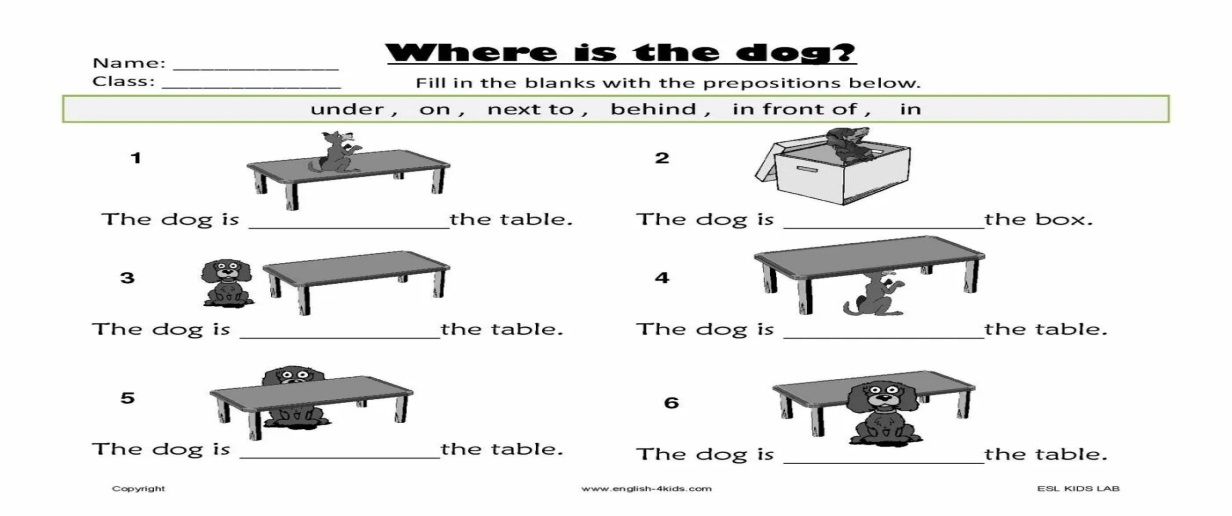 Where is the dog?
Name: _______________
Class: ________________
Fill in the blanks with the prepositions below.
under , on , next to , behind , in front of , in
1
2
The dog is _________________the table.
The dog is _________________the box.
3
4
The dog is _________________the table.
The dog is _________________the table.
5
6
The dog is _________________the table.
The dog is _________________the table.
Copyright
www.english-4kids.com
ESL KIDS LAB